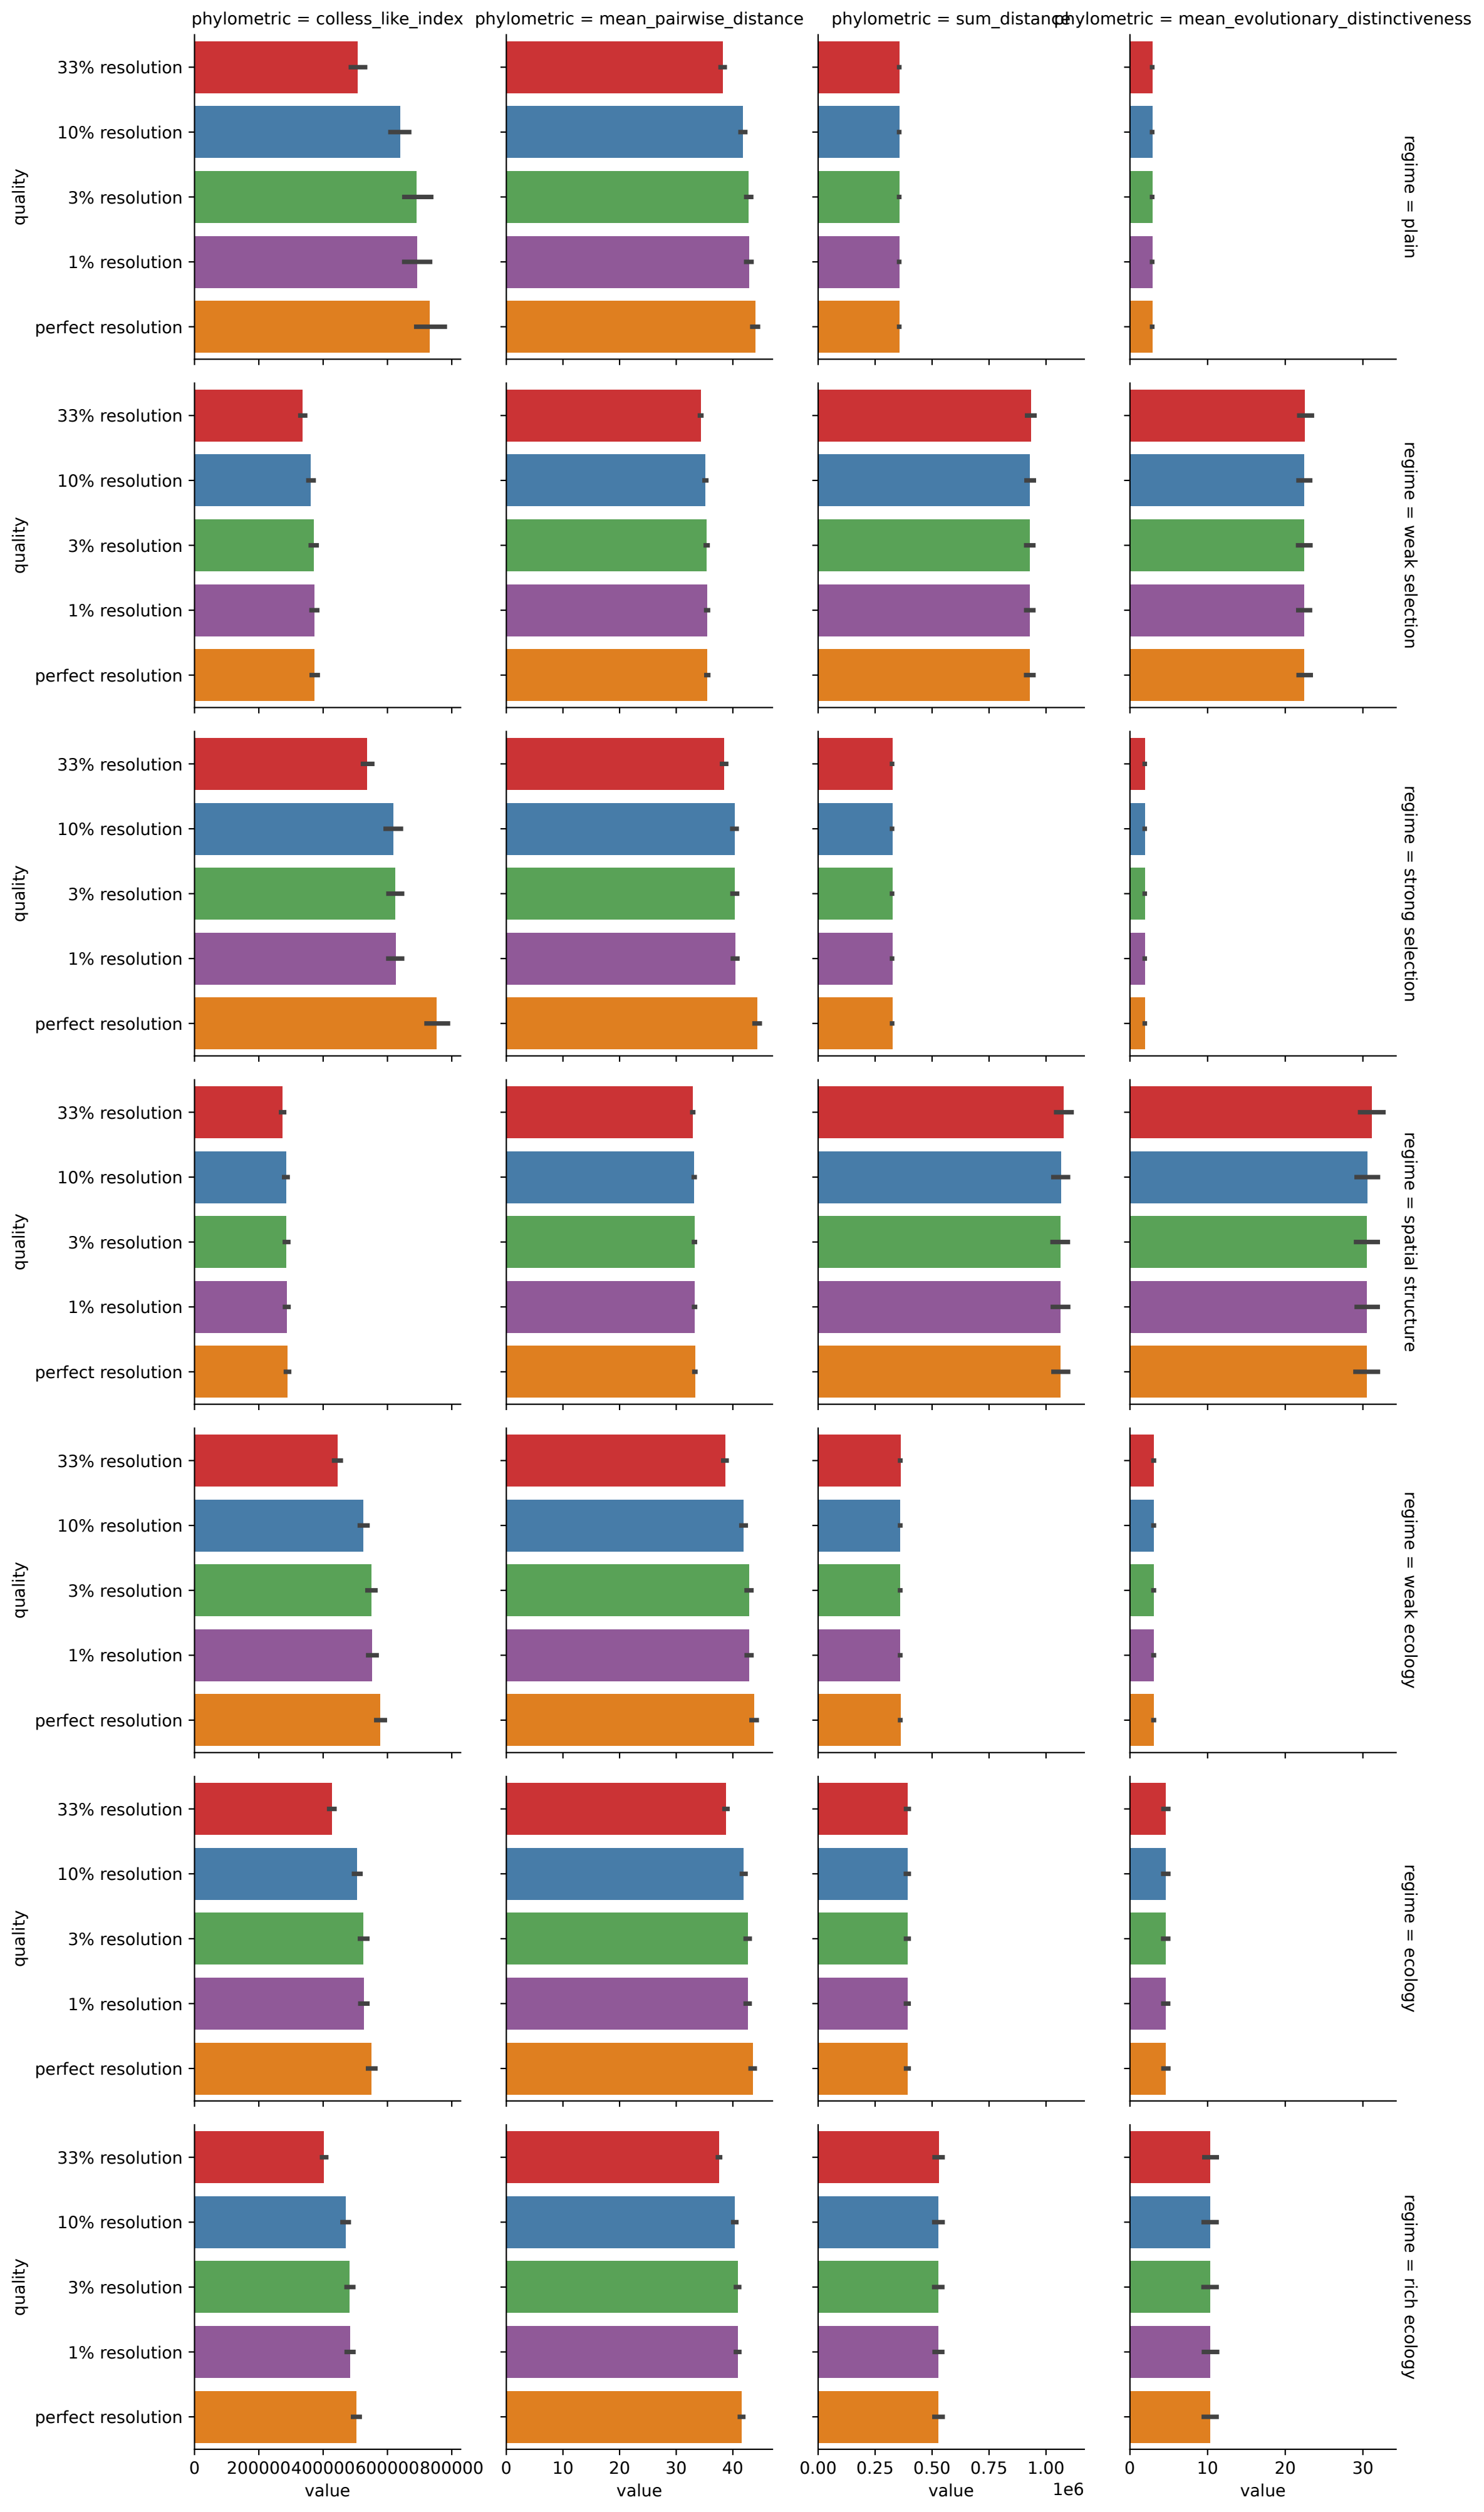 phylometric = colless_like_index
phylometric = mean_pairwise_distance
phylometric = sum_distance
phylometric = mean_evolutionary_distinctiveness
quality
33% resolution
10% resolution
3% resolution
1% resolution
perfect resolution
regime = plain
quality
33% resolution
10% resolution
3% resolution
1% resolution
perfect resolution
regime = weak selection
quality
33% resolution
10% resolution
3% resolution
1% resolution
perfect resolution
regime = strong selection
quality
33% resolution
10% resolution
3% resolution
1% resolution
perfect resolution
regime = spatial structure
quality
33% resolution
10% resolution
3% resolution
1% resolution
perfect resolution
regime = weak ecology
quality
33% resolution
10% resolution
3% resolution
1% resolution
perfect resolution
regime = ecology
quality
33% resolution
10% resolution
3% resolution
1% resolution
perfect resolution
regime = rich ecology
0 200000 400000 600000 800000
value
0 10 20 30 40
value
0.00 0.25 0.50 0.75 1.00
1e6
value
0 10 20 30
value